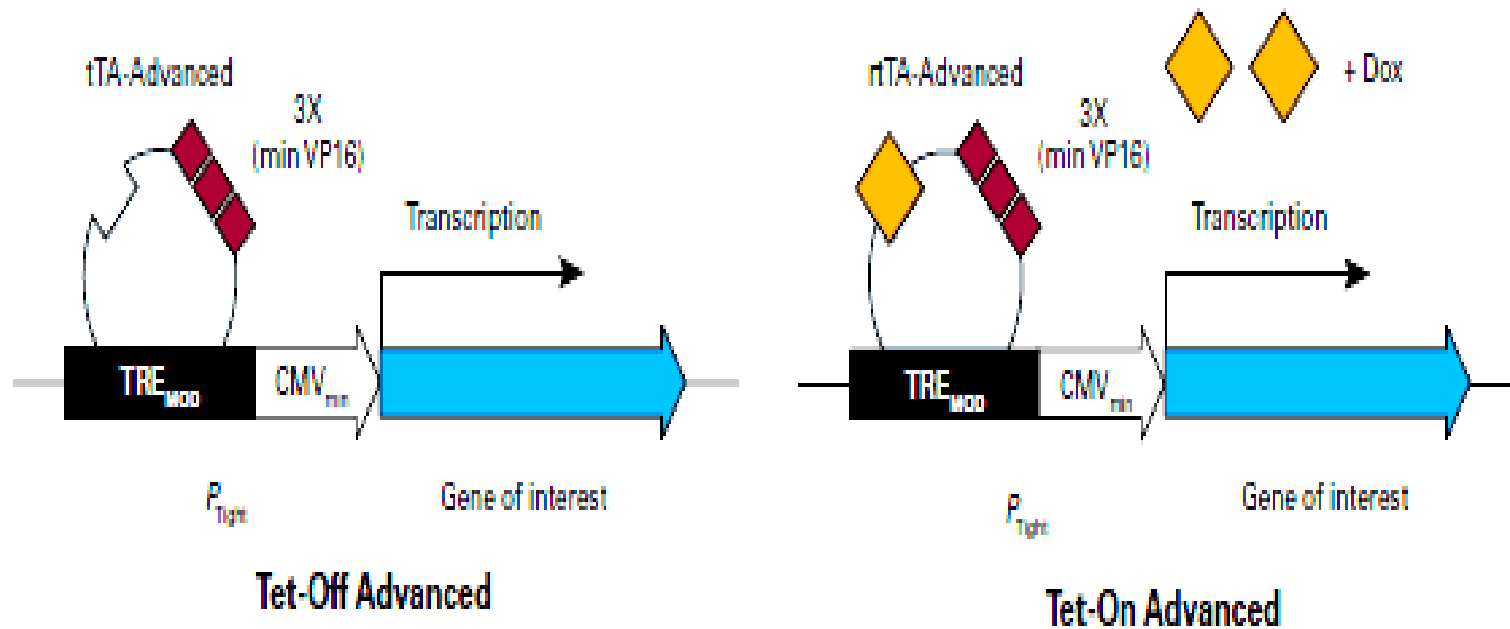 tTA-Advanced
3X
(min VP16)
Transcription
TRE MOD
CMV min
P Tight
Gene of interest
Tet-Off Advanced
rtTA-Advanced
+ Dox
3X
(min VP16)
Transcription
TRE MOD
CMV min
P Tight
Gene of interest
Tet-On Advanced